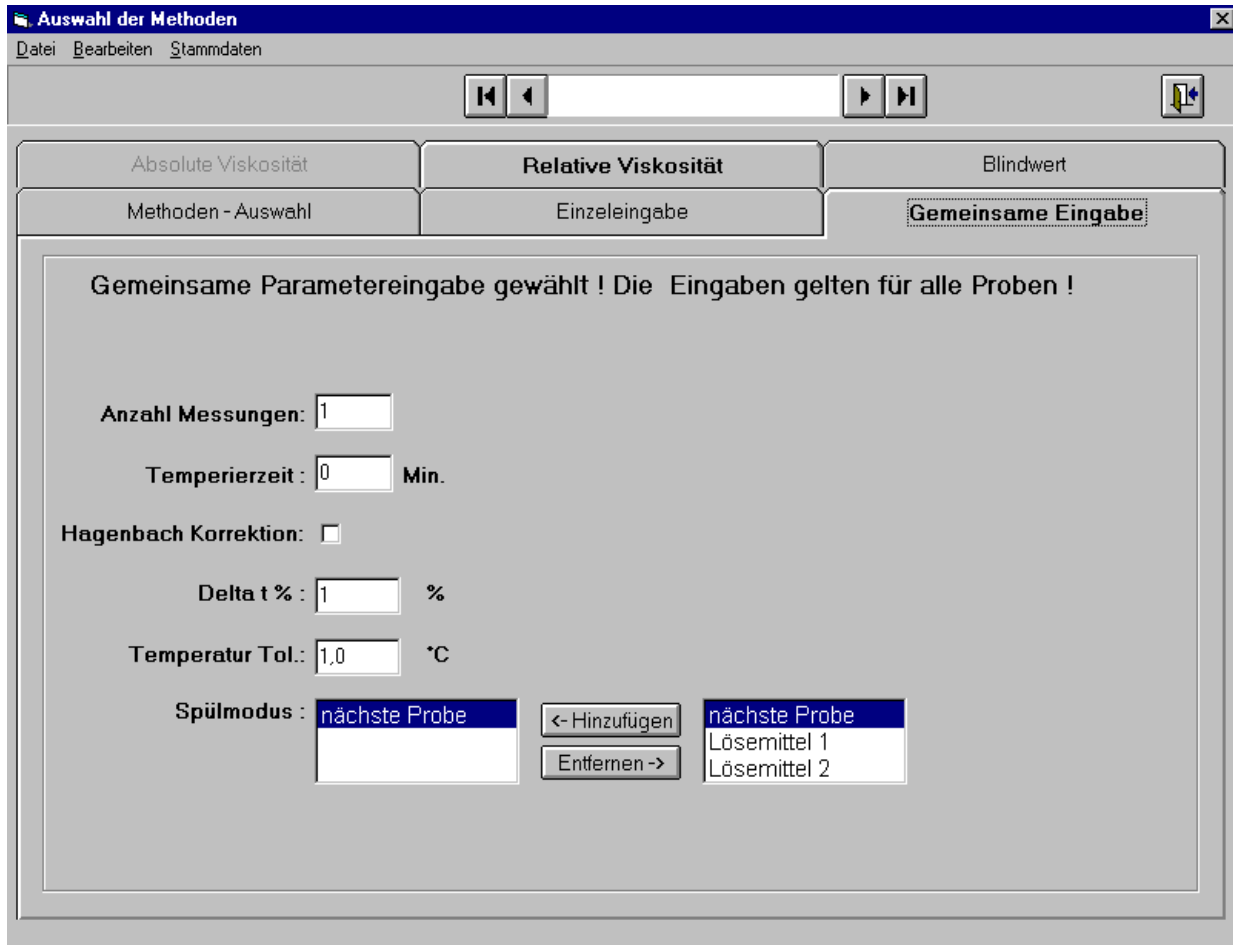 Auswahl der Methoden
Datei Bearbeiten Stammdaten
Absolute Viskosität Relative Viskosität Blindwert
Methoden - Auswahl Einzeleingabe Gemeinsame Eingabe
Gemeinsame Parametereingabe gewählt ! Die Eingaben gelten für alle Proben !
Anzahl Messungen: 1
Temperierzeit : 0 Min.
Hagenbach Korrektion:
Delta t % : 1 %
Temperatur Tol.: 1,0 °C
Spülmodus : nächste Probe <- Hinzufügen nächste Probe
Lösemittel 1
Entfernen -> Lösemittel 2